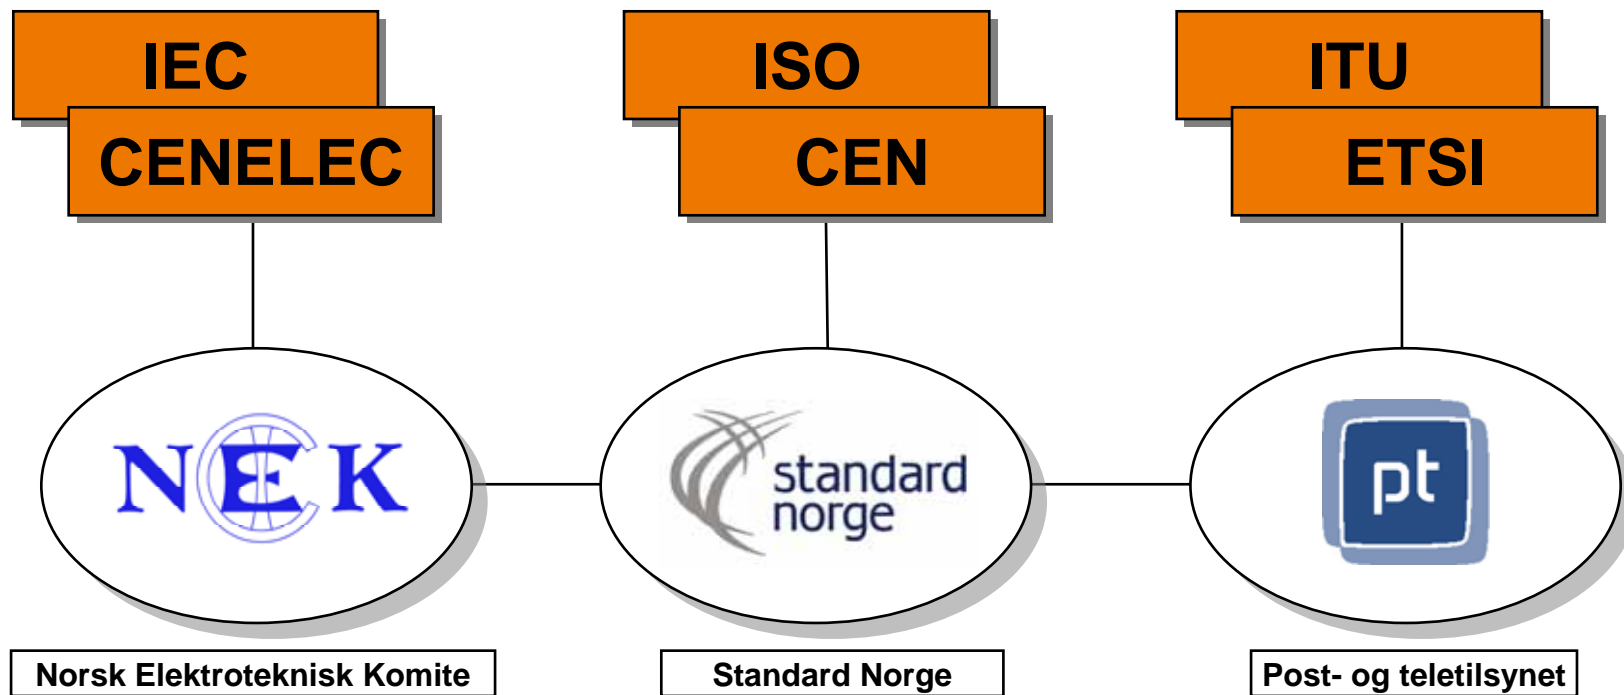 IEC
CENELEC
ISO
CEN
ITU
ETSI
NEK
standard
norge
pt
Norsk Elektroteknisk Komite
Standard Norge
Post- og teletilsynet